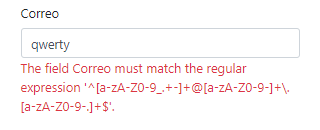 Correo
qwerty
The field Correo must match the regular
expression '^[a-zA-Z0-9_.+-]+@[a-zA-Z0-9-]+\.
[a-zA-Z0-9-.]+$'.